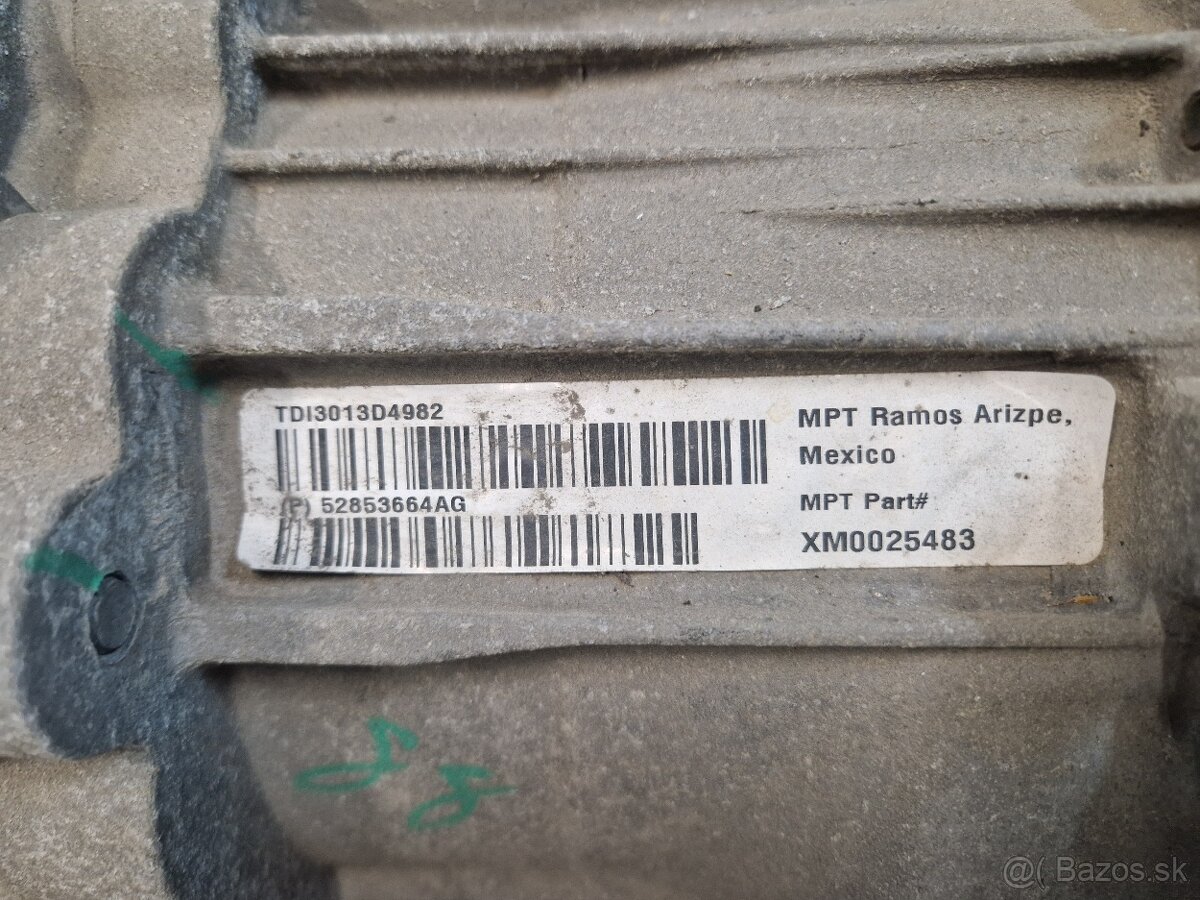 TDI3013D4982
(P) 52853664AG
MPT Ramos Arizpe,
Mexico
MPT Part#
XM0025483
@( Bazos.sk